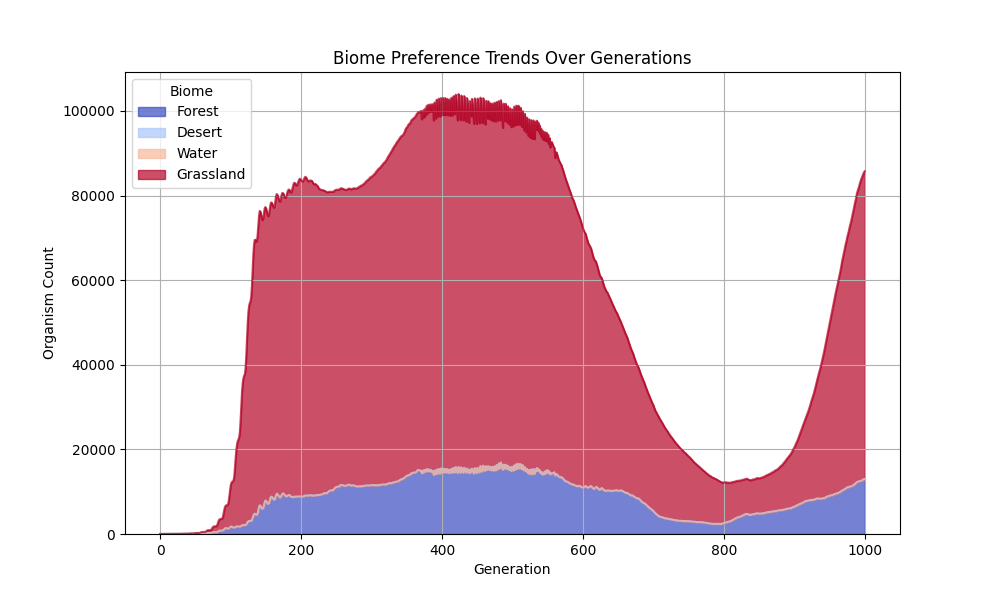 Biome Preference Trends Over Generations
Biome
Forest
Desert
Water
Grassland
Organism Count
100000
80000
60000
40000
20000
0
0 200 400 600 800 1000
Generation